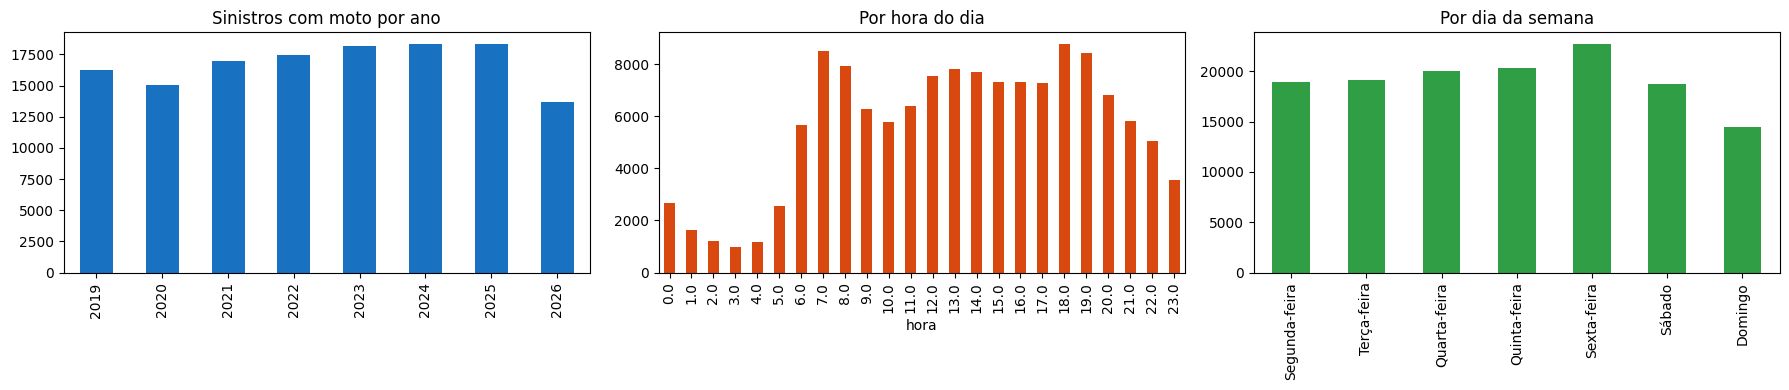 Sinistros com moto por ano
17500
15000
12500
10000
7500
5000
2500
0
2019 2020 2021 2022 2023 2024 2025 2026
Por hora do dia
8000
6000
4000
2000
0
0.0 1.0 2.0 3.0 4.0 5.0 6.0 7.0 8.0 9.0 10.0 11.0 12.0 13.0 14.0 15.0 16.0 17.0 18.0 19.0 20.0 21.0 22.0 23.0
hora
Por dia da semana
20000
15000
10000
5000
0
Segunda-feira Terça-feira Quarta-feira Quinta-feira Sexta-feira Sábado Domingo